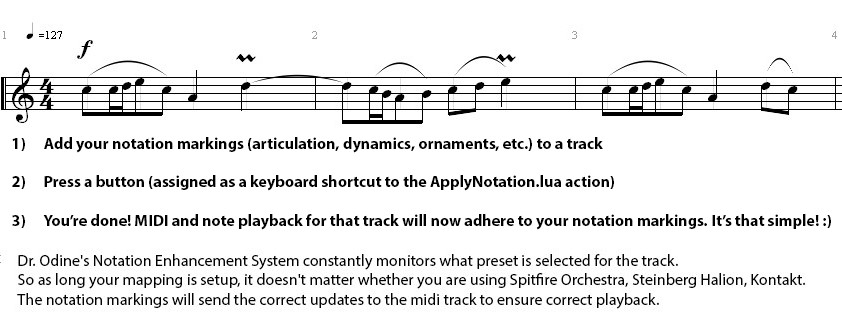 1 =127 2 3 4
f
4
4
1) Add your notation markings (articulation, dynamics, ornaments, etc.) to a track
2) Press a button (assigned as a keyboard shortcut to the ApplyNotation.lua action)
3) You're done! MIDI and note playback for that track will now adhere to your notation markings. It's that simple! :)
Dr. Odine's Notation Enhancement System constantly monitors what preset is selected for the track.
So as long your mapping is setup, it doesn't matter whether you are using Spitfire Orchestra, Steinberg Halion, Kontakt.
The notation markings will send the correct updates to the midi track to ensure correct playback.